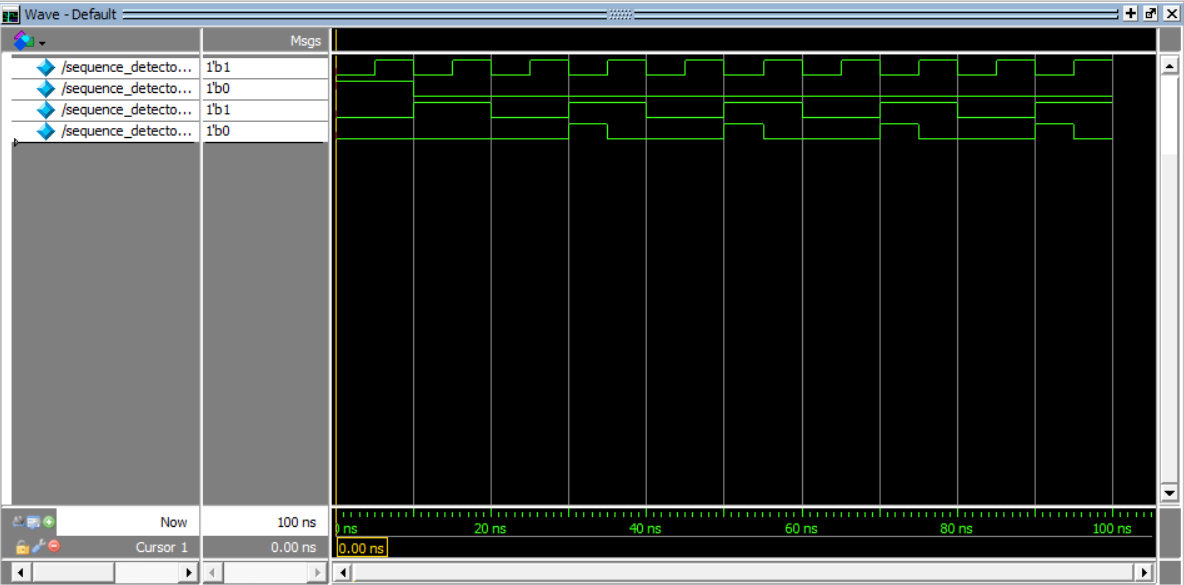 Wave - Default
Msgs
/sequence_detecto... 1'b1
/sequence_detecto... 1'b0
/sequence_detecto... 1'b1
/sequence_detecto... 1'b0
Now 100 ns
ns 20 ns 40 ns 60 ns 80 ns 100 ns
Cursor 1 0.00 ns
0.00 ns